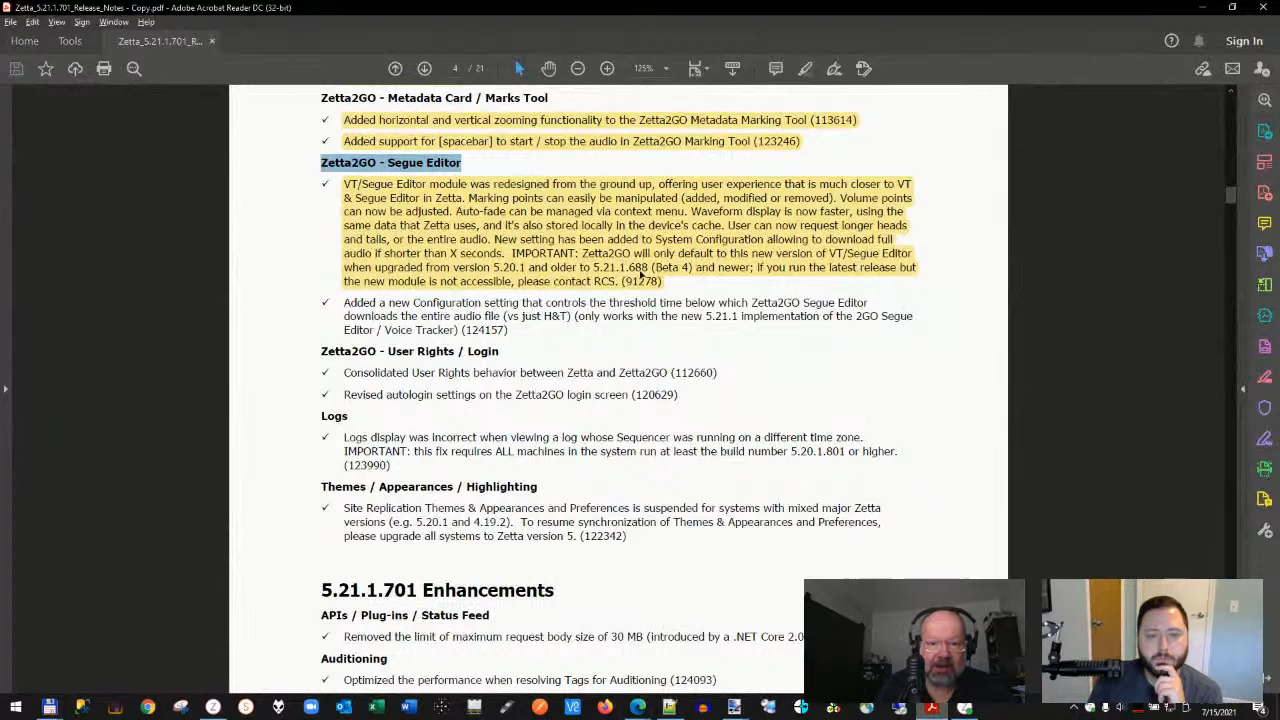 Zetta_5.21.1.701_Release_Notes - Copy.pdf - Adobe Acrobat Reader DC (32-bit)
File Edit View Sign Window Help
Home Tools Zetta_5.21.1.701_R... × Sign In
4 / 21 125%
Zetta2GO - Metadata Card / Marks Tool
✓ Added horizontal and vertical zooming functionality to the Zetta2GO Metadata Marking Tool (113614)
✓ Added support for [spacebar] to start / stop the audio in Zetta2GO Marking Tool (123246)
Zetta2GO - Segue Editor
✓ VT/Segue Editor module was redesigned from the ground up, offering user experience that is much closer to VT
& Segue Editor in Zetta. Marking points can easily be manipulated (added, modified or removed). Volume points
can now be adjusted. Auto-fade can be managed via context menu. Waveform display is now faster, using the
same data that Zetta uses, and it's also stored locally in the device's cache. User can now request longer heads
and tails, or the entire audio. New setting has been added to System Configuration allowing to download full
audio if shorter than X seconds. IMPORTANT: Zetta2GO will only default to this new version of VT/Segue Editor
when upgraded from version 5.20.1 and older to 5.21.1.688 (Beta 4) and newer; if you run the latest release but
the new module is not accessible, please contact RCS. (91278)
✓ Added a new Configuration setting that controls the threshold time below which Zetta2GO Segue Editor
downloads the entire audio file (vs just H&T) (only works with the new 5.21.1 implementation of the 2GO Segue
Editor / Voice Tracker) (124157)
Zetta2GO - User Rights / Login
✓ Consolidated User Rights behavior between Zetta and Zetta2GO (112660)
✓ Revised autologin settings on the Zetta2GO login screen (120629)
Logs
✓ Logs display was incorrect when viewing a log whose Sequencer was running on a different time zone.
IMPORTANT: this fix requires ALL machines in the system run at least the build number 5.20.1.801 or higher.
(123990)
Themes / Appearances / Highlighting
✓ Site Replication Themes & Appearances and Preferences is suspended for systems with mixed major Zetta
versions (e.g. 5.20.1 and 4.19.2). To resume synchronization of Themes & Appearances and Preferences,
please upgrade all systems to Zetta version 5. (122342)
5.21.1.701 Enhancements
APIs / Plug-ins / Status Feed
✓ Removed the limit of maximum request body size of 30 MB (introduced by a .NET Core 2.0
Auditioning
✓ Optimized the performance when resolving Tags for Auditioning (124093)
7/15/2021